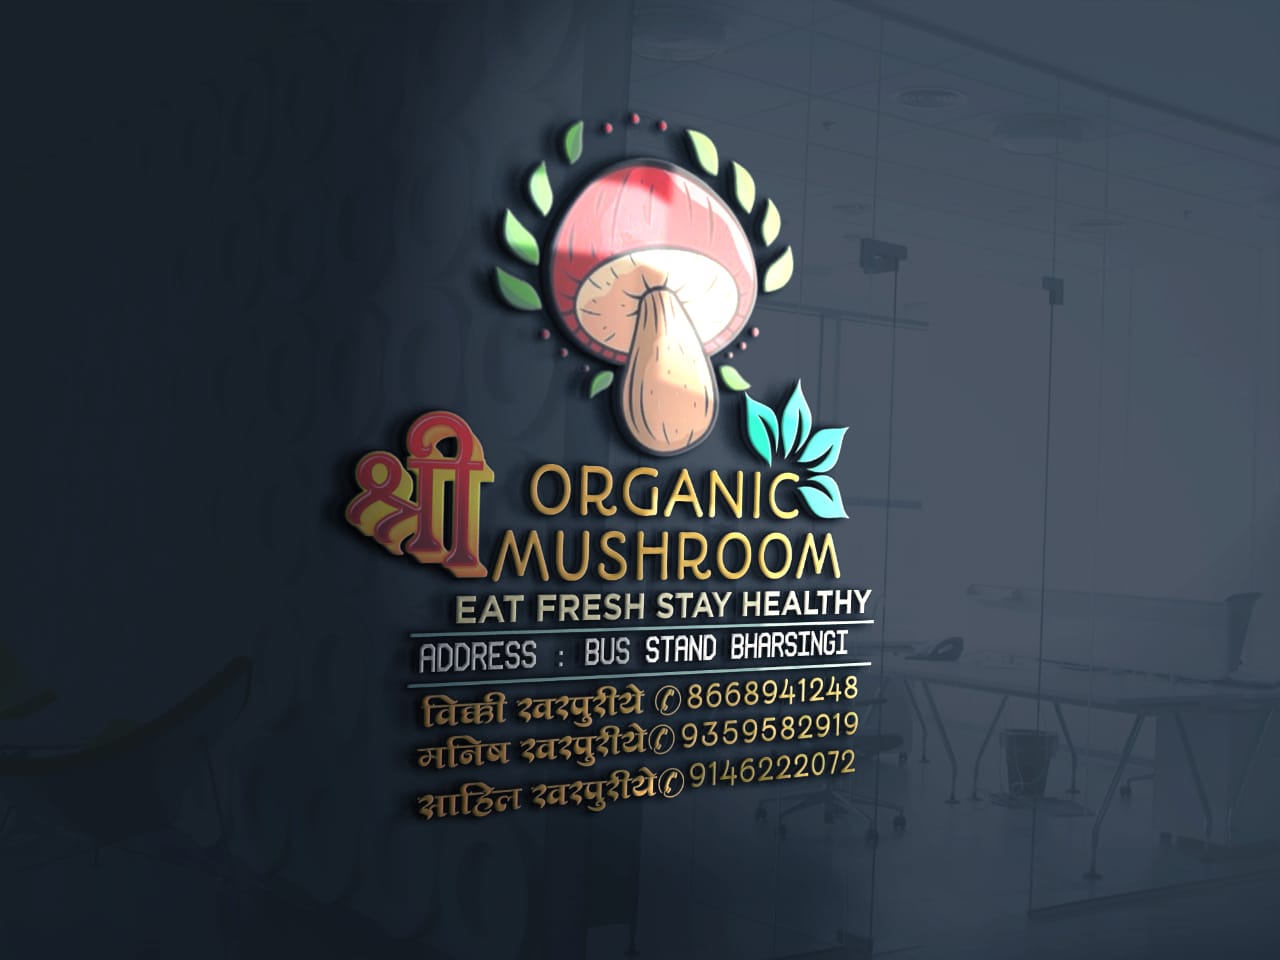 श्री ORGANIC
MUSHROOM
EAT FRESH STAY HEALTHY
ADDRESS : BUS STAND BHARSINGI
विक्की खरपुरीये ✆ 8668941248
मनिष खरपुरीये ✆ 9359582919
साहिल खरपुरीये ✆ 9146222072